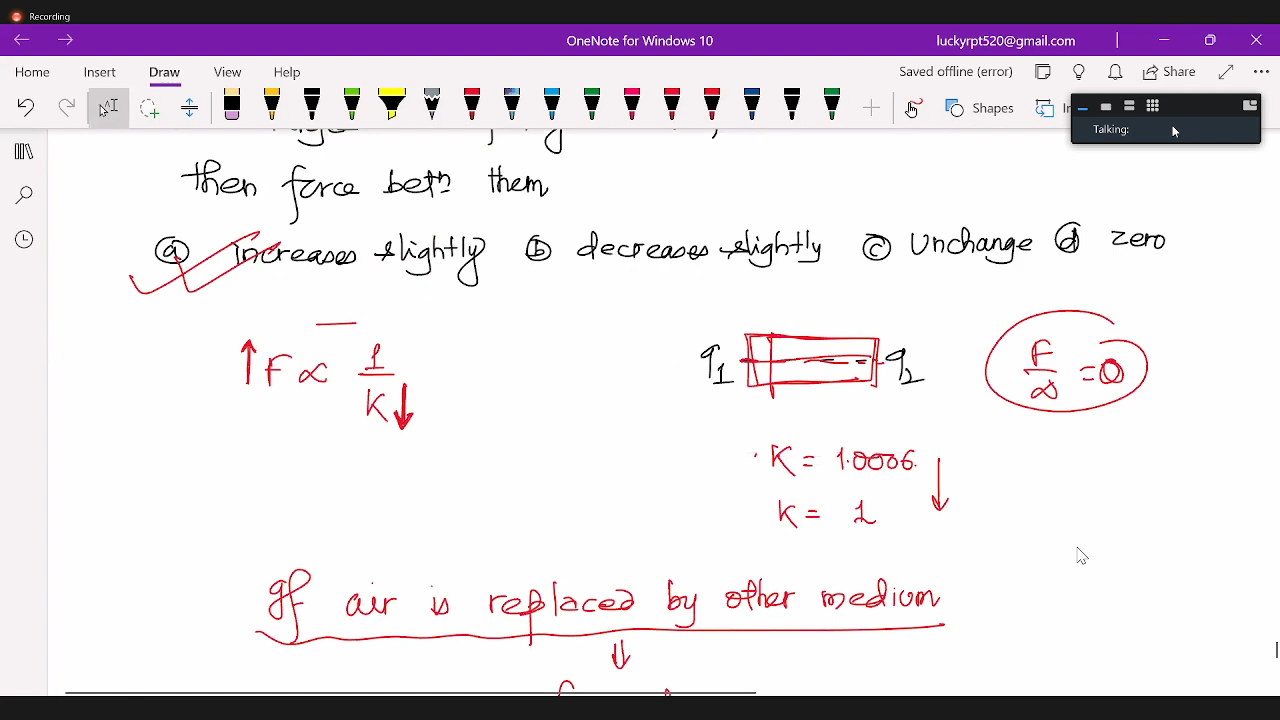 Recording
OneNote for Windows 10
luckyrpt520@gmail.com
Home Insert Draw View Help
Saved offline (error)
Share
Shapes
Talking:
then force betn them
(a) increases slightly (b) decreases slightly (c) Unchange (d) zero
↑ F ∝ 1/K ↓
q1 q2
F/∝ = 0
K = 1.0006
K = 1
If air is replaced by other medium